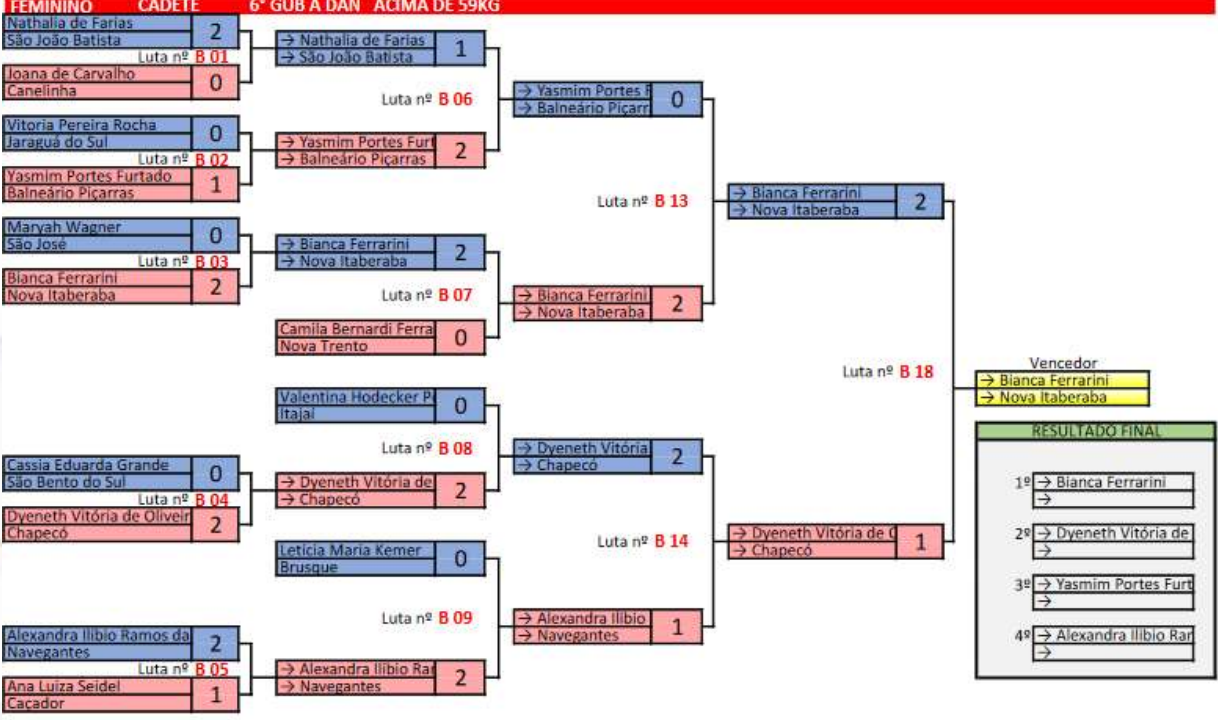 FEMININO CADETE 6° GUB A DAN ACIMA DE 59KG
Nathalia de Farias
São João Batista
2
Luta nº B 01
Joana de Carvalho
Canelinha
0
Vitoria Pereira Rocha
Jaraguá do Sul
0
Luta nº B 02
Yasmim Portes Furtado
Balneário Piçarras
1
Maryah Wagner
São José
0
Luta nº B 03
Bianca Ferrarini
Nova Itaberaba
2
Cassia Eduarda Grande
São Bento do Sul
0
Luta nº B 04
Dyeneth Vitória de Oliveir
Chapecó
2
Alexandra Ilibio Ramos da
Navegantes
2
Luta nº B 05
Ana Luiza Seidel
Caçador
1
→ Nathalia de Farias
→ São João Batista
1
Luta nº B 06
→ Yasmim Portes Furt
→ Balneário Piçarras
2
→ Bianca Ferrarini
→ Nova Itaberaba
2
Luta nº B 07
Camila Bernardi Ferra
Nova Trento
0
Valentina Hodecker P
Itajaí
0
Luta nº B 08
→ Dyeneth Vitória de
→ Chapecó
2
Letícia Maria Kemer
Brusque
0
Luta nº B 09
→ Alexandra Ilibio Rar
→ Navegantes
2
→ Yasmim Portes F
→ Balneário Piçarr
0
Luta nº B 13
→ Bianca Ferrarini
→ Nova Itaberaba
2
→ Dyeneth Vitória
→ Chapecó
2
Luta nº B 14
→ Alexandra Ilibio
→ Navegantes
1
→ Bianca Ferrarini
→ Nova Itaberaba
2
Luta nº B 18
→ Dyeneth Vitória de C
→ Chapecó
1
Vencedor
→ Bianca Ferrarini
→ Nova Itaberaba
RESULTADO FINAL
1º → Bianca Ferrarini
→
2º → Dyeneth Vitória de
→
3º → Yasmim Portes Furt
→
4º → Alexandra Ilibio Rar
→